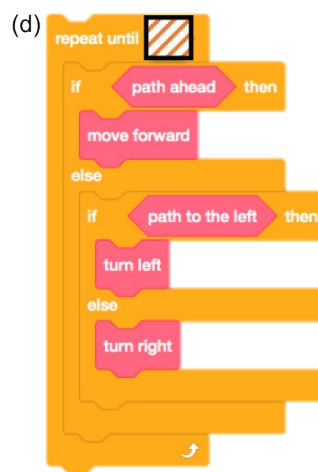 (d)
repeat until
if path ahead then
move forward
else
if path to the left then
turn left
else
turn right